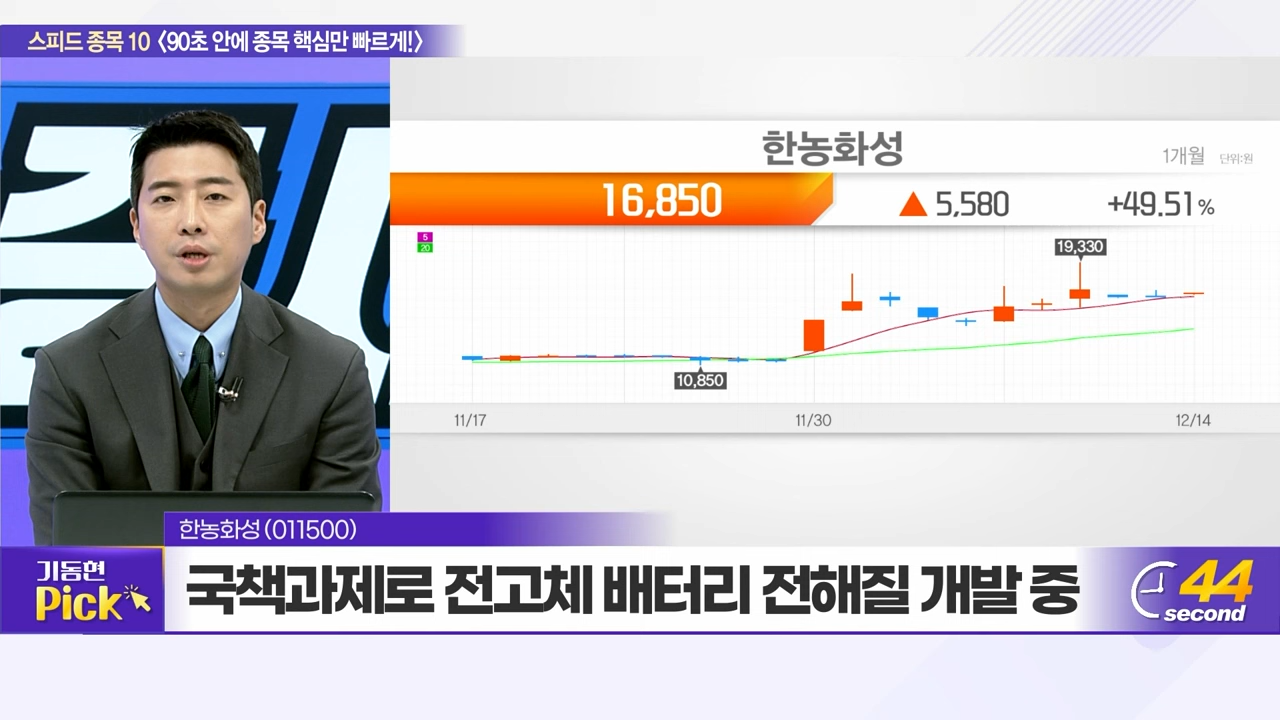 스피드 종목 10 〈90초 안에 종목 핵심만 빠르게!〉
한농화성
1개월 단위:원
16,850 ▲ 5,580 +49.51%
5
20
19,330
10,850
11/17 11/30 12/14
한농화성 (011500)
기동현
Pick
국책과제로 전고체 배터리 전해질 개발 중
44
second